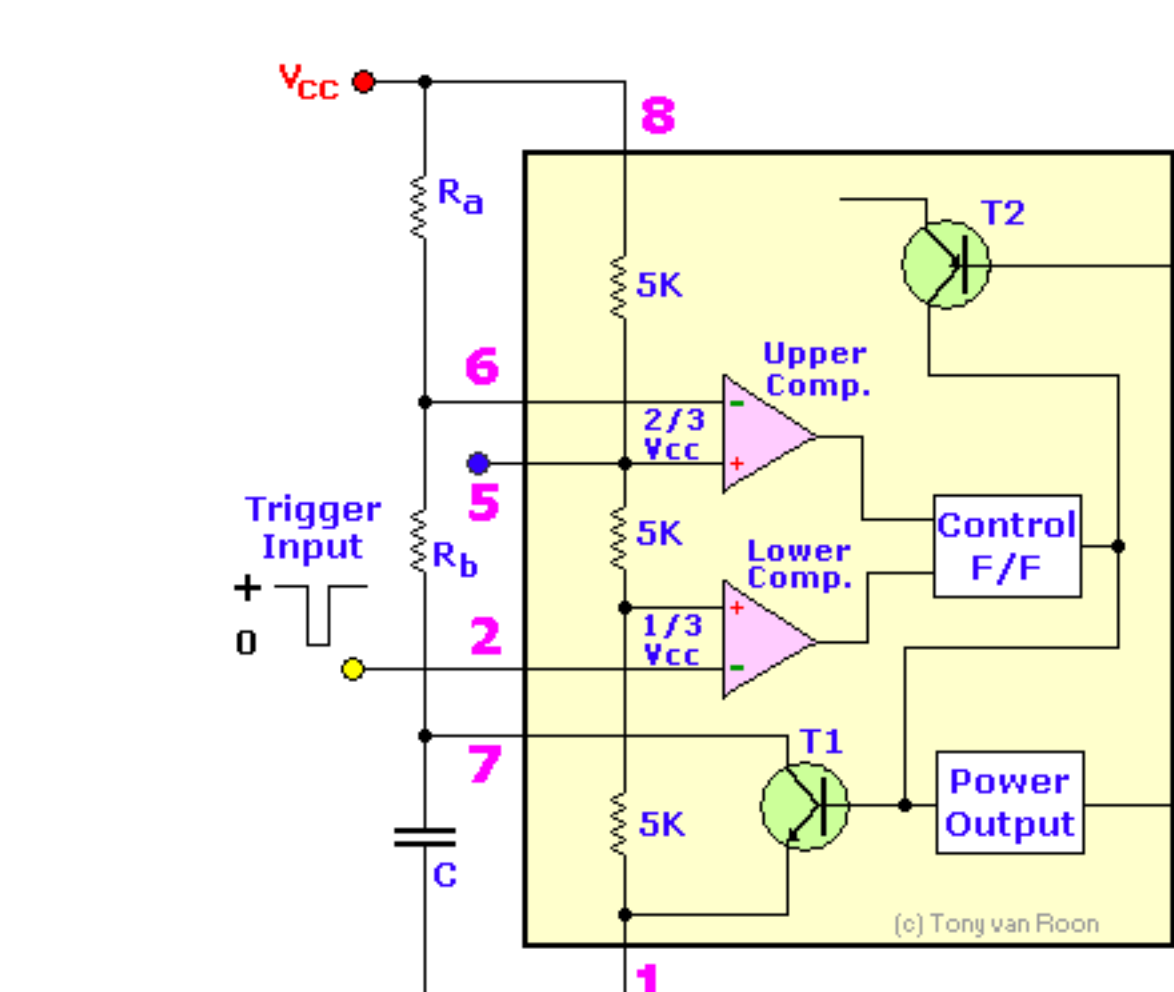 VCC
8
Ra
T2
5K
Upper
Comp.
6
-
2/3
Vcc
+
5
Trigger
Input
5K
Rb
Control
F/F
Lower
Comp.
+
0
2
+
1/3
Vcc
-
7
T1
Power
Output
5K
C
(c) Tony van Roon
1